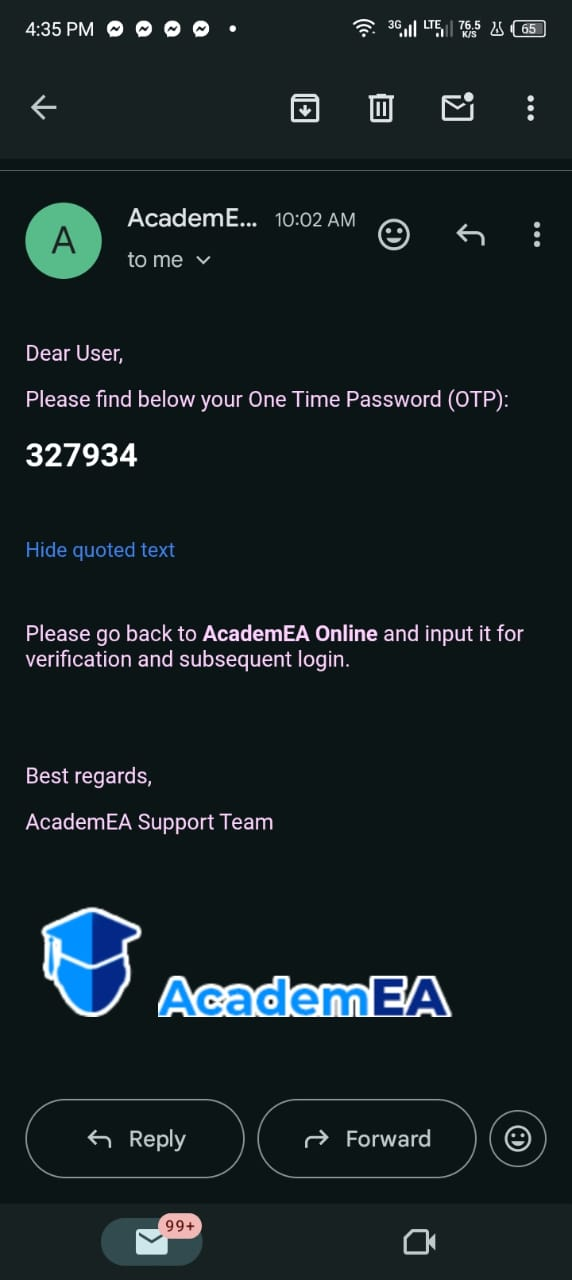 4:35 PM
3G LTE 76.5 K/S 65
A
AcademE... 10:02 AM
to me
Dear User,
Please find below your One Time Password (OTP):
327934
Hide quoted text
Please go back to AcademEA Online and input it for
verification and subsequent login.
Best regards,
AcademEA Support Team
AcademEA
Reply
Forward
99+